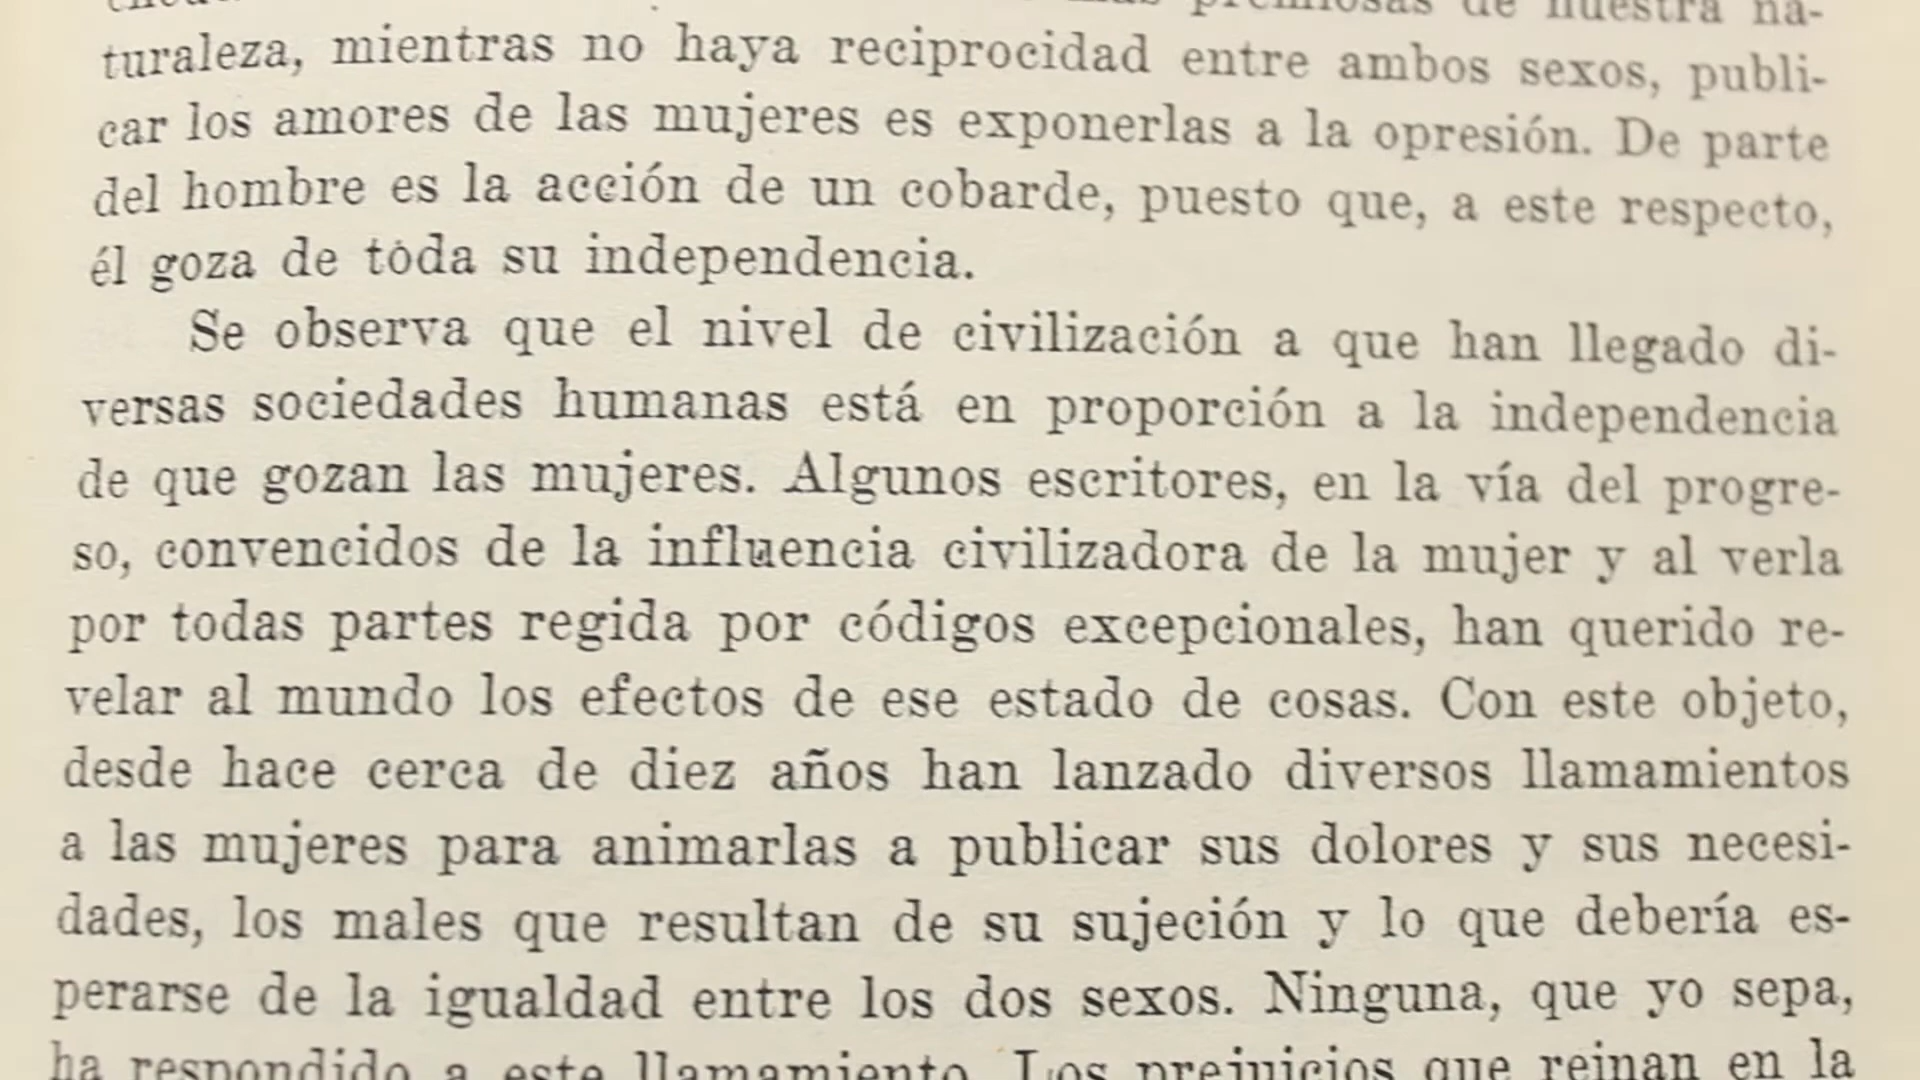 premiosas de nuestra na-
turaleza, mientras no haya reciprocidad entre ambos sexos, publi-
car los amores de las mujeres es exponerlas a la opresión. De parte
del hombre es la acción de un cobarde, puesto que, a este respecto,
él goza de toda su independencia.
Se observa que el nivel de civilización a que han llegado di-
versas sociedades humanas está en proporción a la independencia
de que gozan las mujeres. Algunos escritores, en la vía del progre-
so, convencidos de la influencia civilizadora de la mujer y al verla
por todas partes regida por códigos excepcionales, han querido re-
velar al mundo los efectos de ese estado de cosas. Con este objeto,
desde hace cerca de diez años han lanzado diversos llamamientos
a las mujeres para animarlas a publicar sus dolores y sus necesi-
dades, los males que resultan de su sujeción y lo que debería es-
perarse de la igualdad entre los dos sexos. Ninguna, que yo sepa,
ha respondido a este llamamiento. Los prejuicios que reinan en la